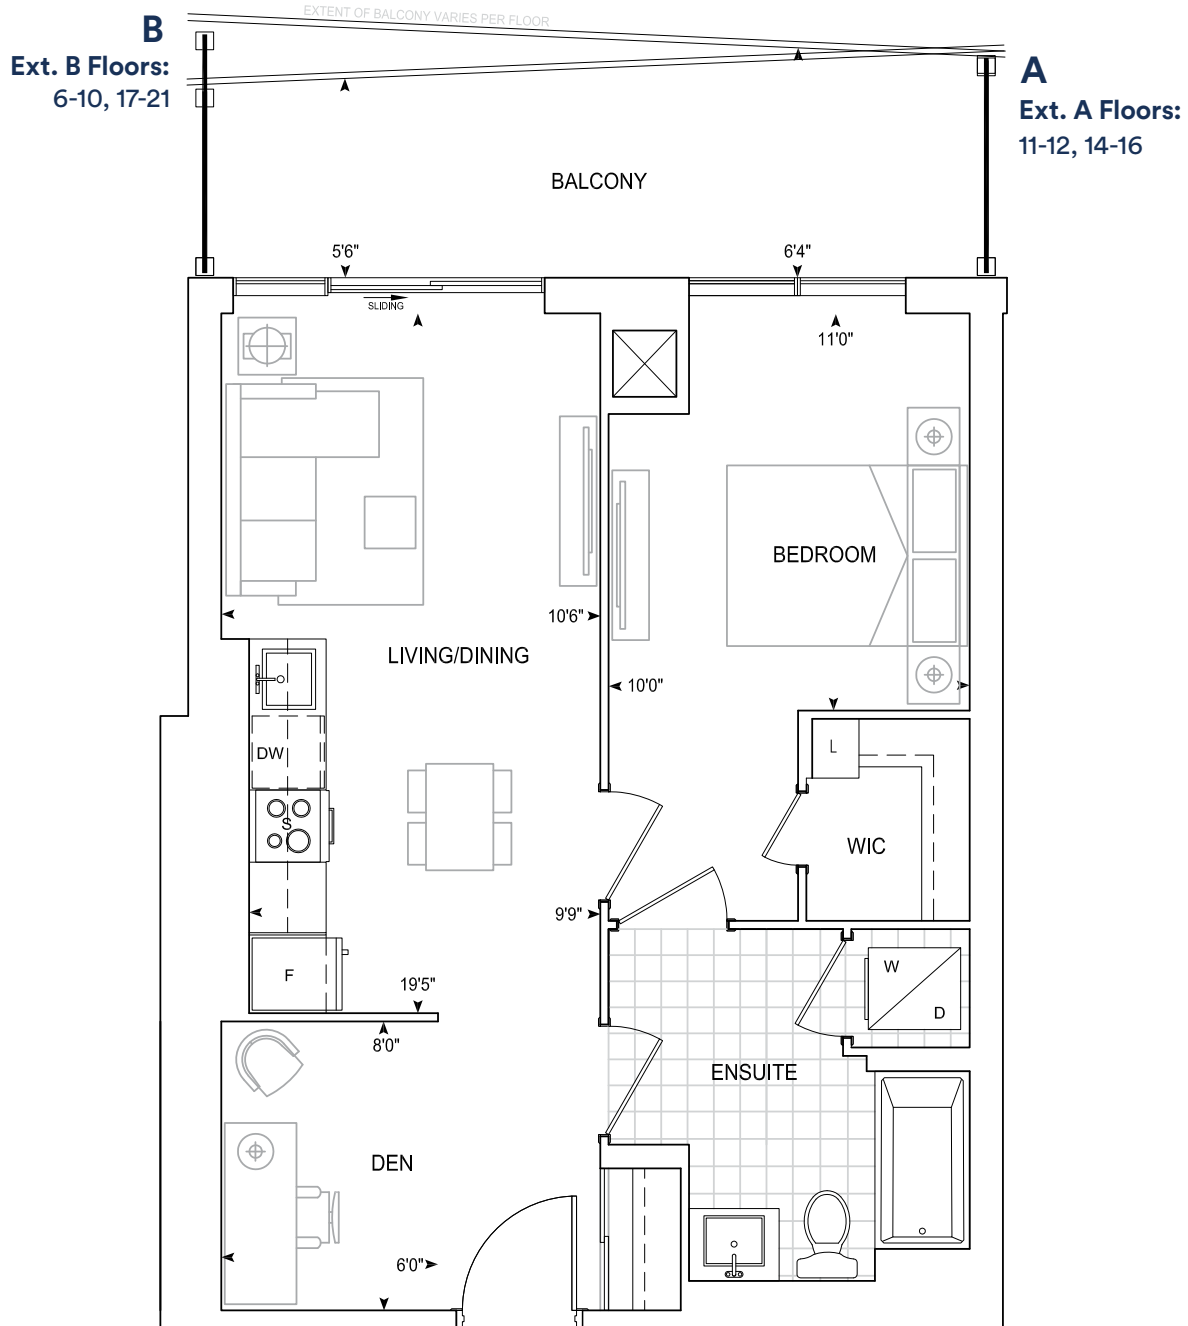 EXTENT OF BALCONY VARIES PER FLOOR
B
Ext. B Floors:
6-10, 17-21
A
Ext. A Floors:
11-12, 14-16
BALCONY
5'6"
6'4"
SLIDING
11'0"
BEDROOM
10'6"
LIVING/DINING
10'0"
L
DW
S
WIC
9'9"
W
F
19'5"
D
8'0"
ENSUITE
DEN
6'0"